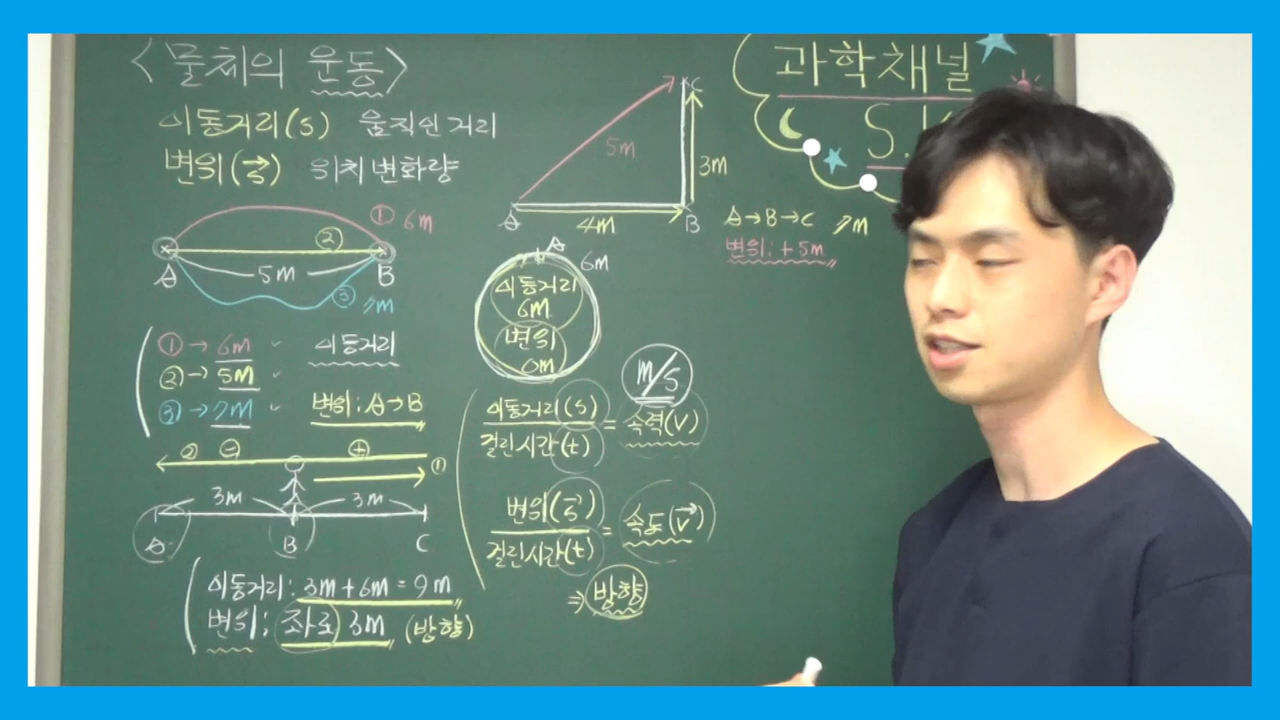 <물체의 운동>
이동거리(s) 움직인 거리
변위(s) 위치 변화량
① 6m
②
A 5m B
③ 7m
① → 6m 이동거리
② → 5m
③ → 7m 변위: A→B
② ⊖ ⊕ ①
3m 3m
A B C
이동거리: 3m+6m = 9m
변위: 좌로 3m (방향)
C
5m
3m
A 4m B
A→B→C 7m
변위: +5m
A
6m
이동거리
6m
변위
0m
m/s
이동거리(s)
걸린시간(t)
= 속력(v)
변위(s)
걸린시간(t)
= 속도(v)
⇒ 방향
과학채널
S.